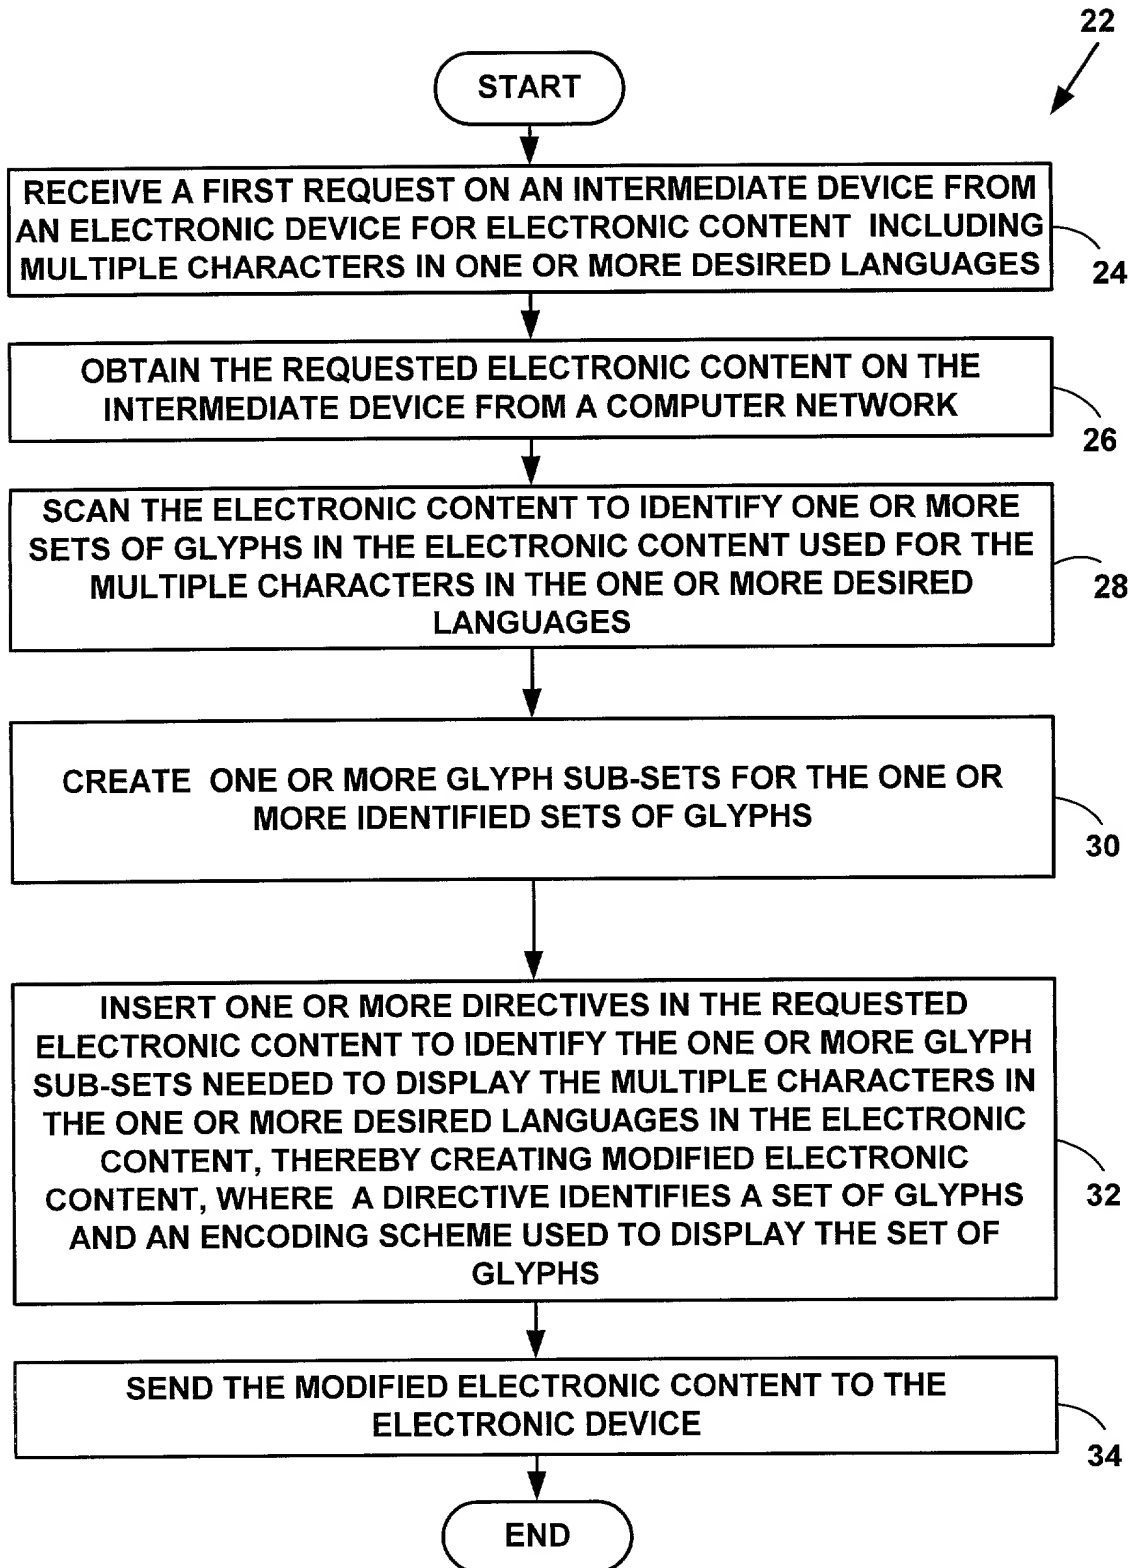 22
START
RECEIVE A FIRST REQUEST ON AN INTERMEDIATE DEVICE FROM
AN ELECTRONIC DEVICE FOR ELECTRONIC CONTENT INCLUDING
MULTIPLE CHARACTERS IN ONE OR MORE DESIRED LANGUAGES
24
OBTAIN THE REQUESTED ELECTRONIC CONTENT ON THE
INTERMEDIATE DEVICE FROM A COMPUTER NETWORK
26
SCAN THE ELECTRONIC CONTENT TO IDENTIFY ONE OR MORE
SETS OF GLYPHS IN THE ELECTRONIC CONTENT USED FOR THE
MULTIPLE CHARACTERS IN THE ONE OR MORE DESIRED
LANGUAGES
28
CREATE ONE OR MORE GLYPH SUB-SETS FOR THE ONE OR
MORE IDENTIFIED SETS OF GLYPHS
30
INSERT ONE OR MORE DIRECTIVES IN THE REQUESTED
ELECTRONIC CONTENT TO IDENTIFY THE ONE OR MORE GLYPH
SUB-SETS NEEDED TO DISPLAY THE MULTIPLE CHARACTERS IN
THE ONE OR MORE DESIRED LANGUAGES IN THE ELECTRONIC
CONTENT, THEREBY CREATING MODIFIED ELECTRONIC
CONTENT, WHERE A DIRECTIVE IDENTIFIES A SET OF GLYPHS
AND AN ENCODING SCHEME USED TO DISPLAY THE SET OF
GLYPHS
32
SEND THE MODIFIED ELECTRONIC CONTENT TO THE
ELECTRONIC DEVICE
34
END